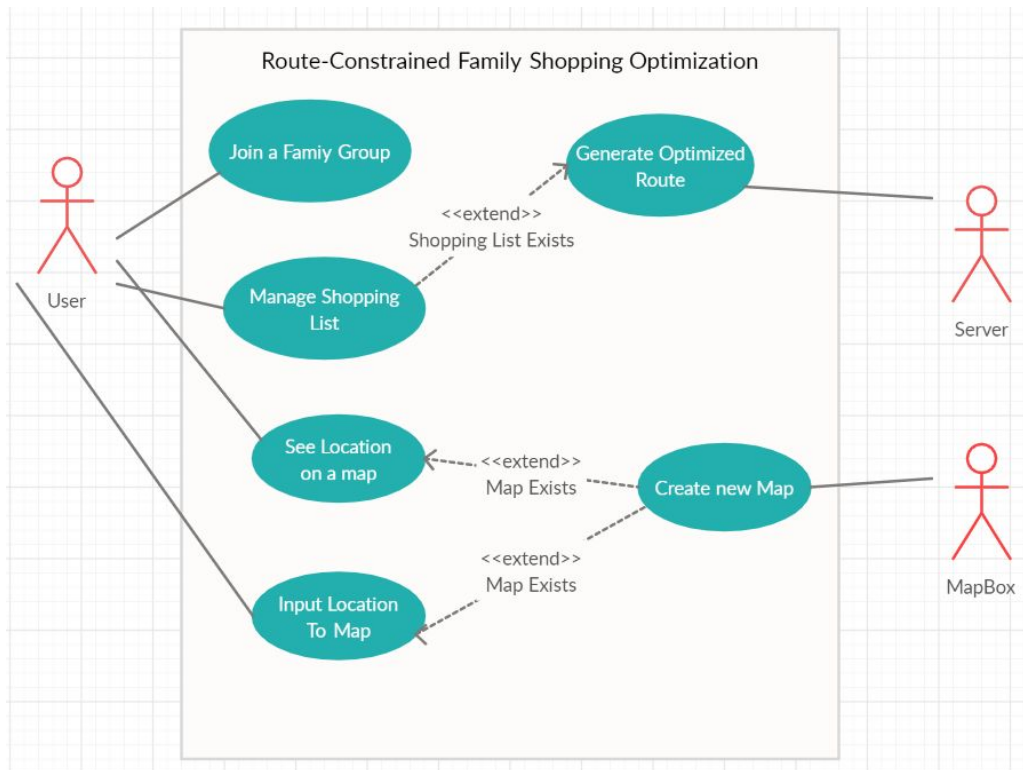 Route-Constrained Family Shopping Optimization
Join a Famiy Group
Generate Optimized
Route
<<extend>>
Shopping List Exists
User
Manage Shopping
List
Server
See Location
on a map
<<extend>>
Map Exists
Create new Map
<<extend>>
Map Exists
MapBox
Input Location
To Map